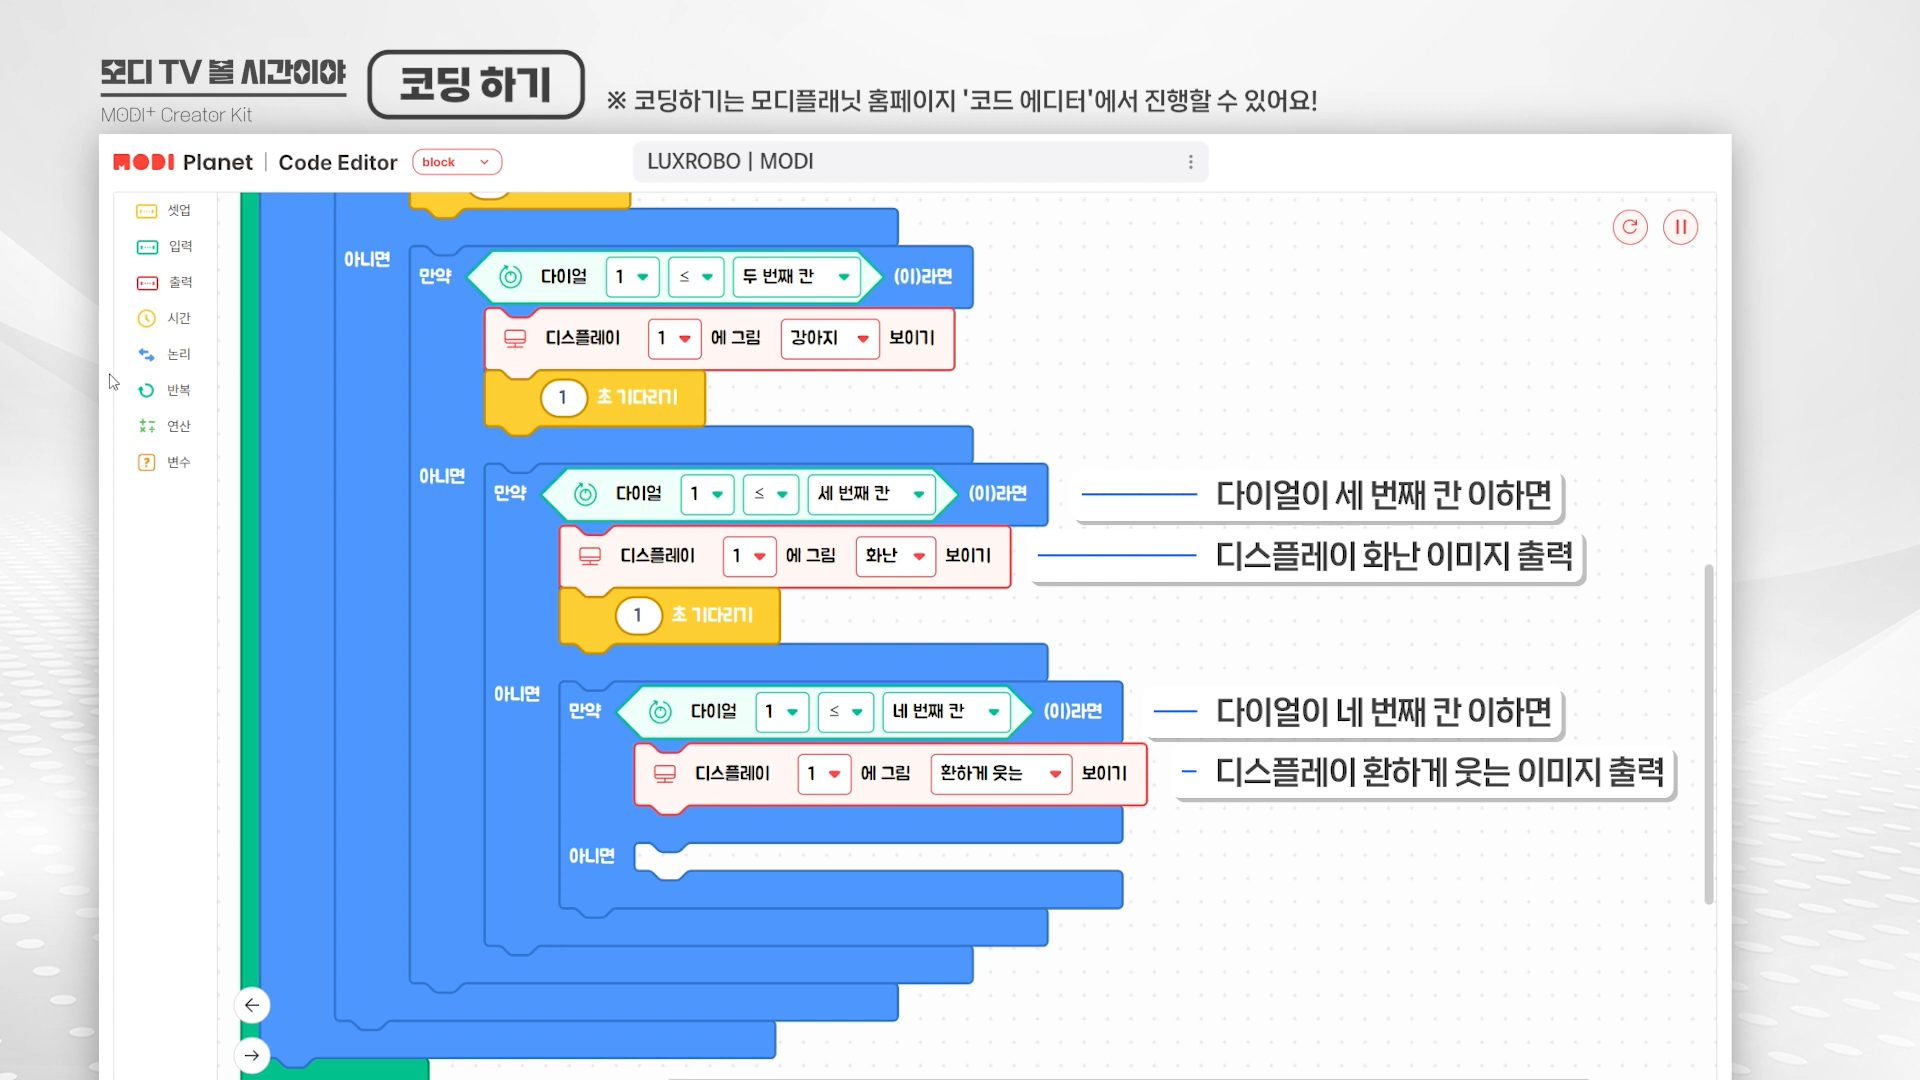 모디 TV 볼 시간이야
MODI+ Creator Kit
코딩 하기
※ 코딩하기는 모디플래닛 홈페이지 '코드 에디터'에서 진행할 수 있어요!
MODI Planet | Code Editor
block
LUXROBO | MODI
셋업
입력
출력
시간
논리
반복
연산
변수
아니면
만약 다이얼 1 ≤ 두 번째 칸 (이)라면
디스플레이 1 에 그림 강아지 보이기
1 초 기다리기
아니면
만약 다이얼 1 ≤ 세 번째 칸 (이)라면
다이얼이 세 번째 칸 이하면
디스플레이 1 에 그림 화난 보이기
디스플레이 화난 이미지 출력
1 초 기다리기
아니면
만약 다이얼 1 ≤ 네 번째 칸 (이)라면
다이얼이 네 번째 칸 이하면
디스플레이 1 에 그림 환하게 웃는 보이기
디스플레이 환하게 웃는 이미지 출력
아니면